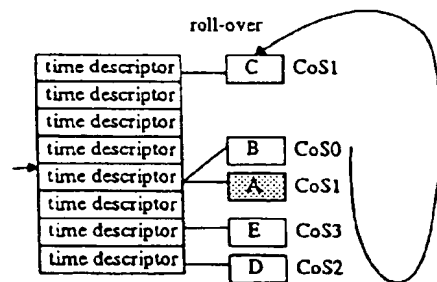 roll-over
time descriptor C CoS1
time descriptor
time descriptor
time descriptor B CoS0
time descriptor A CoS1
time descriptor
time descriptor E CoS3
time descriptor D CoS2